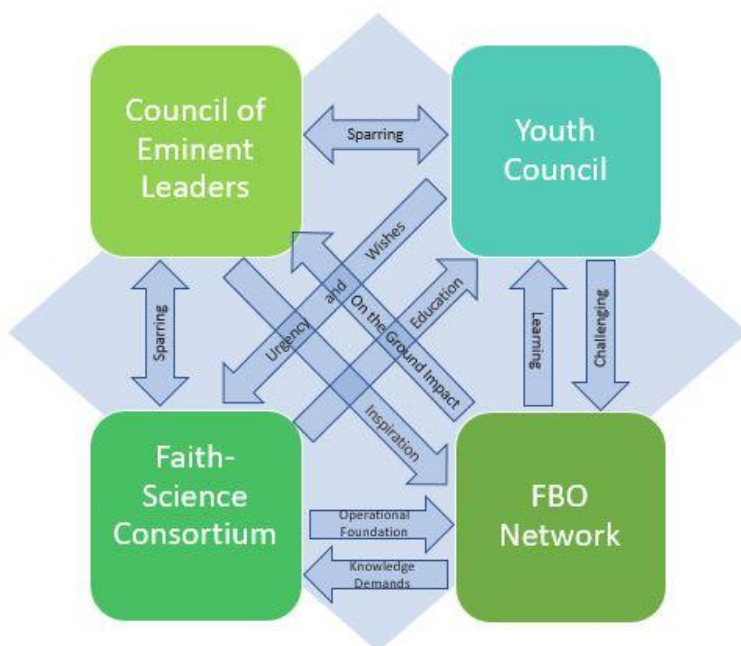 Council of
Eminent
Leaders
Sparring
Youth
Council
Sparring
Urgency and Wishes
On the Ground Impact
Education
Inspiration
Learning
Challenging
Faith-
Science
Consortium
Operational
Foundation
Knowledge
Demands
FBO
Network